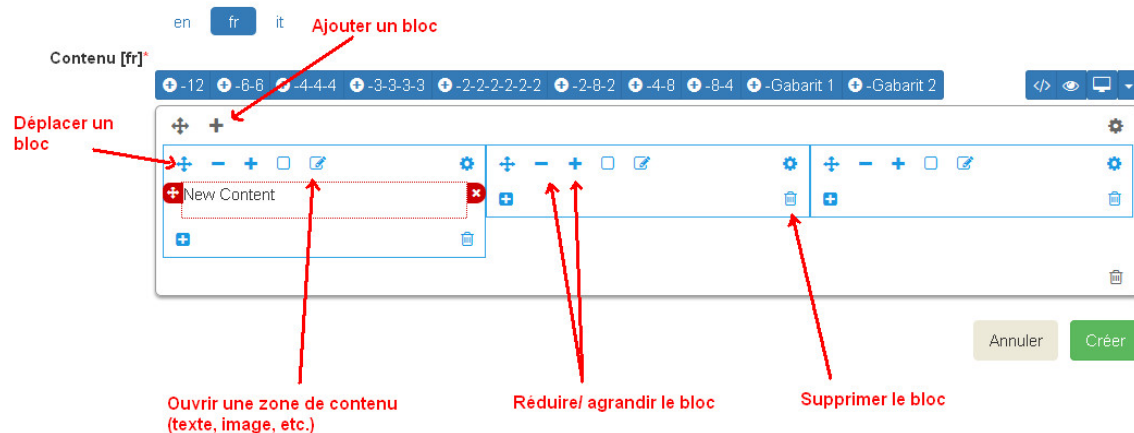 en fr it
Ajouter un bloc
Contenu [fr]*
-12 -6-6 -4-4-4 -3-3-3-3 -2-2-2-2-2-2 -2-8-2 -4-8 -8-4 -Gabarit 1 -Gabarit 2
Déplacer un
bloc
New Content
Annuler Créer
Ouvrir une zone de contenu
(texte, image, etc.)
Réduire/ agrandir le bloc
Supprimer le bloc